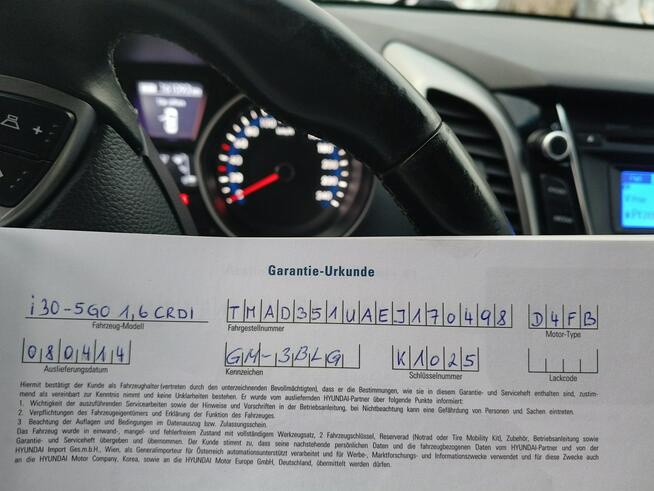 Garantie-Urkunde
i30-5GO 1,6 CRDI TMAD351UAEJ170498 D4FB
Fahrzeug-Modell Fahrgestellnummer Motor-Type
080414 GM-3BLG K1025
Auslieferungsdatum Kennzeichen Schlüsselnummer Lackcode
Hiermit bestätigt der Kunde als Fahrzeughalter (vertreten durch den unterzeichnenden Bevollmächtigten), dass er die Bestimmungen, wie sie in diesem Garantie- und Serviceheft enthalten sind, zustim-
mend als vereinbart zur Kenntnis nimmt und keine Unklarheiten bestehen. Er wurde vom ausliefernden HYUNDAI-Partner über folgende Punkte informiert:
1. Wichtigkeit der auszuführenden Servicearbeiten sowie der Hinweise und Vorschriften in der Betriebsanleitung, bei Nichtbeachtung kann eine Gefährdung von Personen und Sachen eintreten.
2. Verpflichtungen des Fahrzeugeigentümers und Erklärung der Funktion des Fahrzeuges.
3 Beachtung der Auflagen und Bedingungen im Datenauszug bzw. Zulassungsschein.
Das Fahrzeug wurde in einwand-, mangel- und fehlerfreiem Zustand mit vollständigem Werkzeugsatz, 2 Fahrzeugschlüssel, Reserverad (Notrad oder Tire Mobility Kit), Zubehör, Betriebsanleitung sowie
Garantie- und Serviceheft übergeben und übernommen. Der Kunde stimmt zu, dass seine nachstehende persönlichen Daten und die fahrzeugbezogenen Daten vom HYUNDAI-Partner und von der
HYUNDAI Import Ges.m.b.H., Wien, als Generalimporteur für Österreich automationsunterstützt verarbeitet und für Werbe-, Marktforschungs- und Informationszwecke verwendet und für diese Zwecke auch
an die HYUNDAI Motor Company, Korea, sowie an die HYUNDAI Motor Europe GmbH, Deutschland, übermittelt werden dürfen.